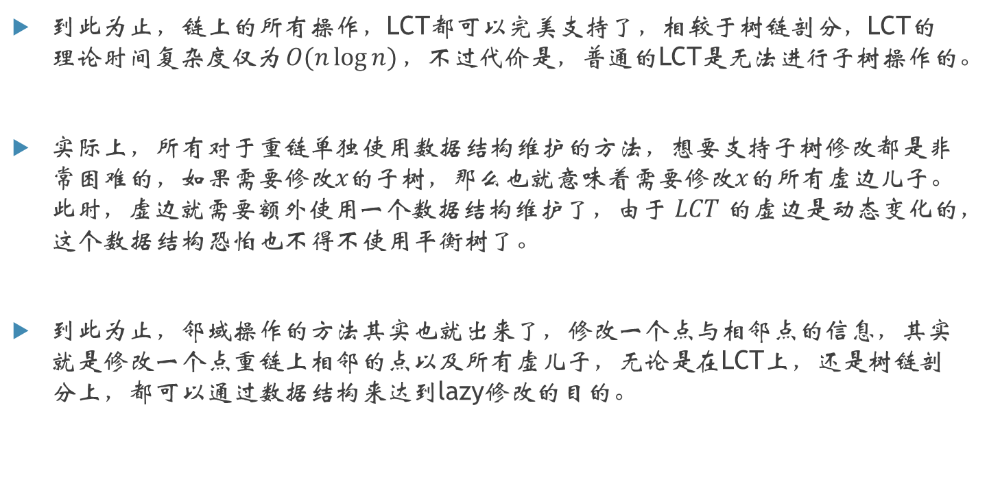 到此为止，链上的所有操作，LCT都可以完美支持了，相较于树链剖分，LCT的
理论时间复杂度仅为 O(n log n) ，不过代价是，普通的LCT是无法进行子树操作的。
实际上，所有对于重链单独使用数据结构维护的方法，想要支持子树修改都是非
常困难的，如果需要修改x的子树，那么也就意味着需要修改x的所有虚边儿子。
此时，虚边就需要额外使用一个数据结构维护了，由于 LCT 的虚边是动态变化的，
这个数据结构恐怕也不得不使用平衡树了。
到此为止，邻域操作的方法其实也就出来了，修改一个点与相邻点的信息，其实
就是修改一个点重链上相邻的点以及所有虚儿子，无论是在LCT上，还是树链剖
分上，都可以通过数据结构来达到lazy修改的目的。